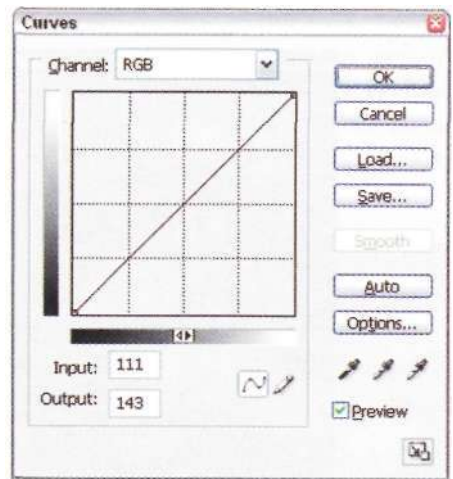 Curves
Channel: RGB
OK
Cancel
Load...
Save...
Smooth
Auto
Options...
Input: 111
Output: 143
Preview